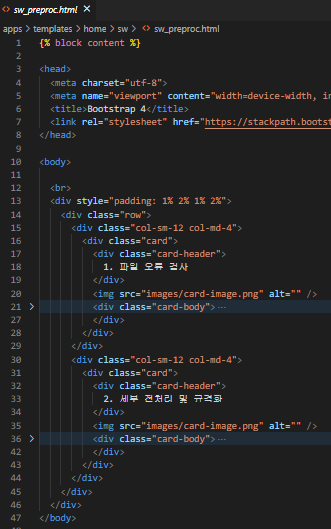 sw_preproc.html ×
apps > templates > home > sw > sw_preproc.html
1 {% block content %}
2
3 <head>
4 <meta charset="utf-8">
5 <meta name="viewport" content="width=device-width, in
6 <title>Bootstrap 4</title>
7 <link rel="stylesheet" href="https://stackpath.boots
8 </head>
9
10 <body>
11
12 <br>
13 <div style="padding: 1% 2% 1% 2%">
14 <div class="row">
15 <div class="col-sm-12 col-md-4">
16 <div class="card">
17 <div class="card-header">
18 1. 파일 오류 검사
19 </div>
20 <img src="images/card-image.png" alt="" />
21 <div class="card-body">…
27 </div>
28 </div>
29 </div>
30 <div class="col-sm-12 col-md-4">
31 <div class="card">
32 <div class="card-header">
33 2. 세부 전처리 및 규격화
34 </div>
35 <img src="images/card-image.png" alt="" />
36 <div class="card-body">…
42 </div>
43 </div>
44 </div>
45 </div>
46 </div>
47 </body>